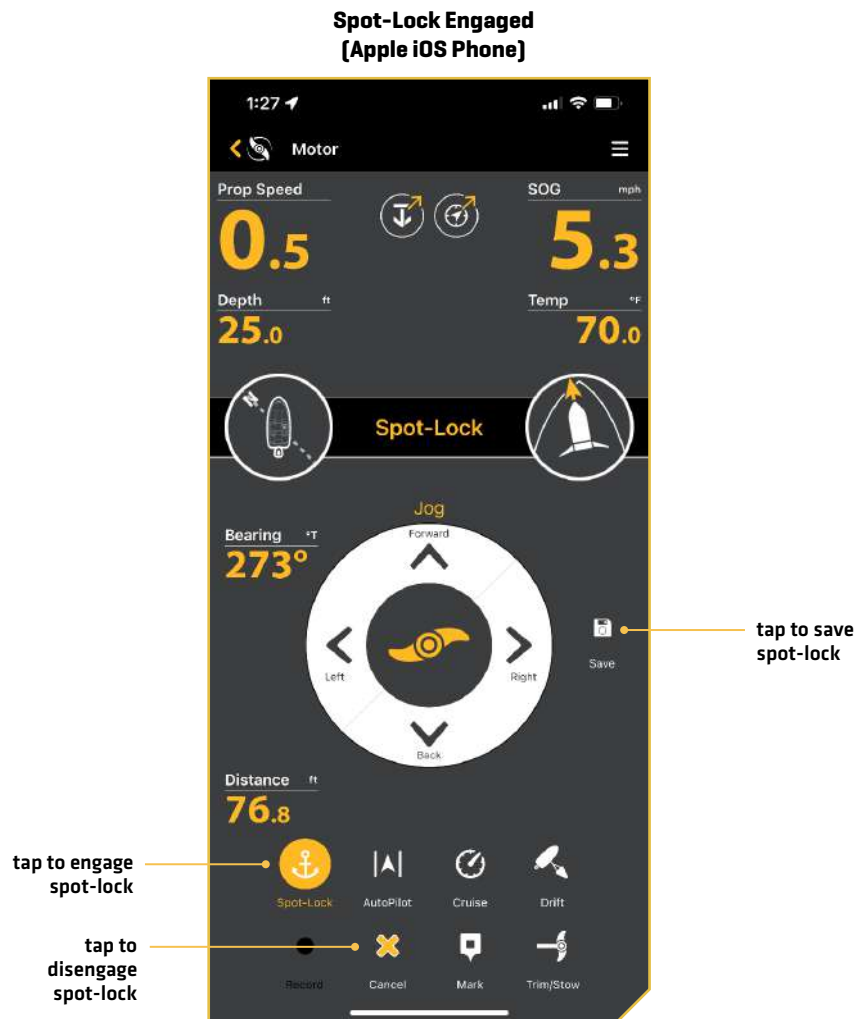 Spot-Lock Engaged
(Apple iOS Phone)
1:27
Motor
Prop Speed
SOG mph
0.5
5.3
Depth ft
Temp °F
25.0
70.0
N
Spot-Lock
Jog
Forward
Bearing °T
273°
Left
Right
Back
Save
tap to save
spot-lock
Distance ft
76.8
tap to engage
spot-lock
Spot-Lock
AutoPilot
Cruise
Drift
tap to
disengage
spot-lock
Record
Cancel
Mark
Trim/Stow